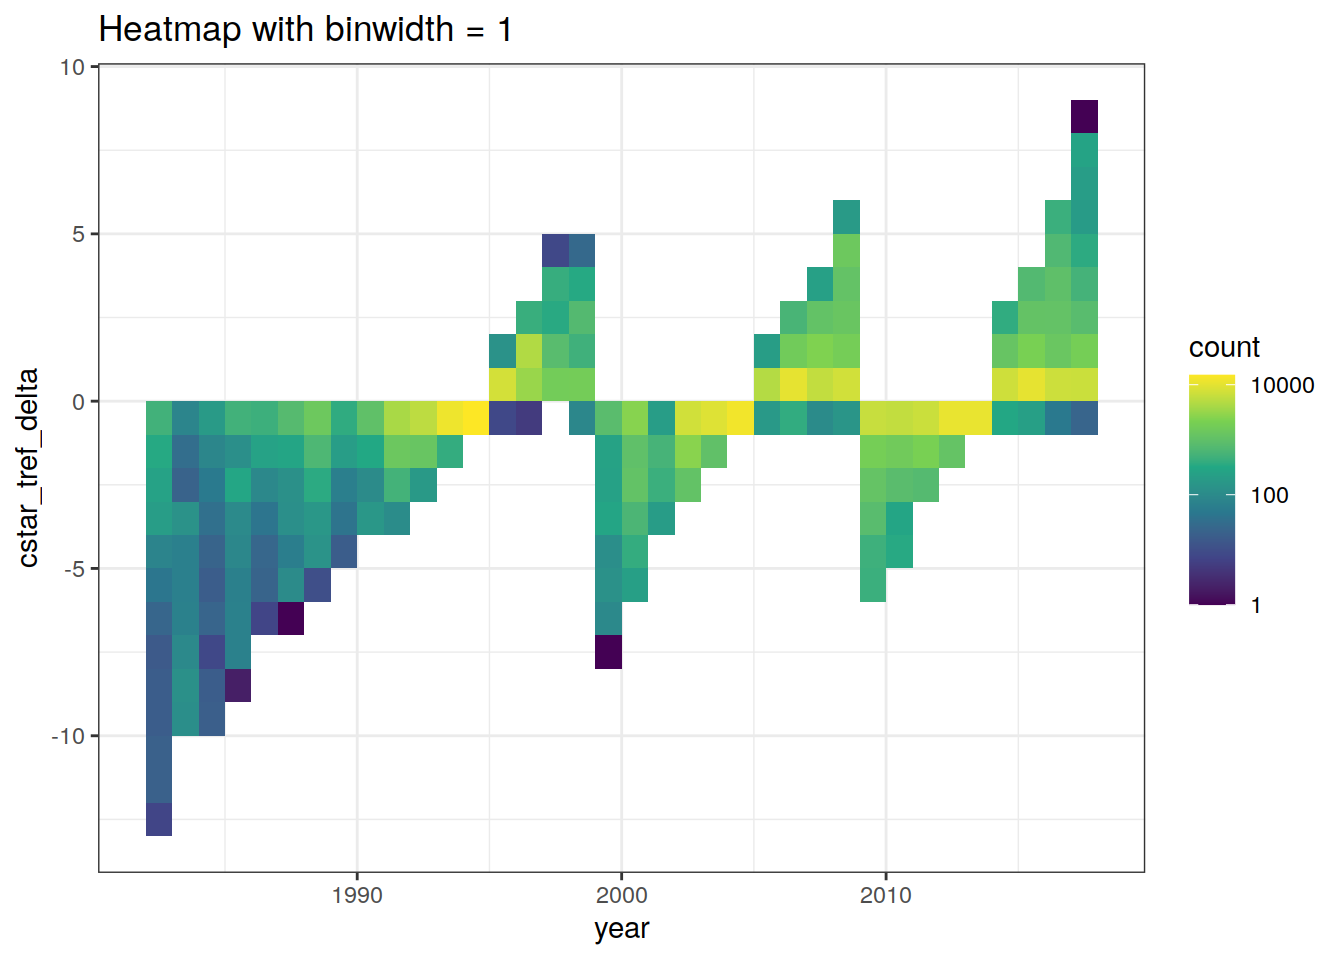 Heatmap with binwidth = 1
10
5
0
-5
-10
cstar_tref_delta
1990
2000
2010
year
count
10000
100
1